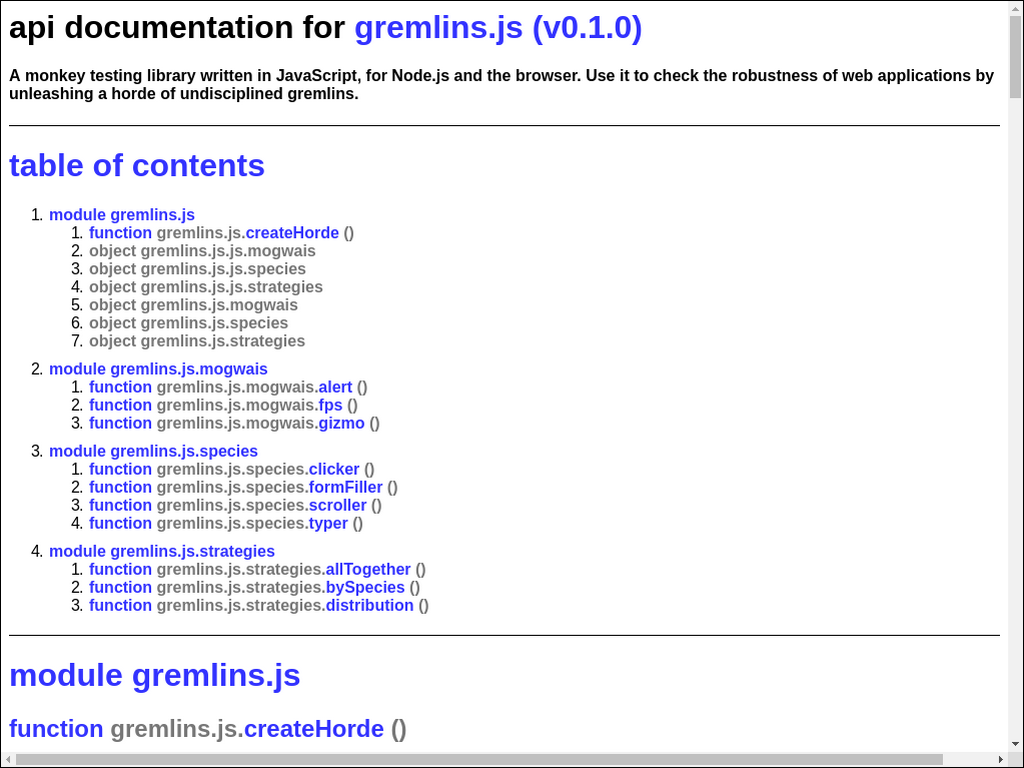 api documentation for gremlins.js (v0.1.0)
A monkey testing library written in JavaScript, for Node.js and the browser. Use it to check the robustness of web applications by
unleashing a horde of undisciplined gremlins.
table of contents
1. module gremlins.js
1. function gremlins.js.createHorde ()
2. object gremlins.js.js.mogwais
3. object gremlins.js.js.species
4. object gremlins.js.js.strategies
5. object gremlins.js.mogwais
6. object gremlins.js.species
7. object gremlins.js.strategies
2. module gremlins.js.mogwais
1. function gremlins.js.mogwais.alert ()
2. function gremlins.js.mogwais.fps ()
3. function gremlins.js.mogwais.gizmo ()
3. module gremlins.js.species
1. function gremlins.js.species.clicker ()
2. function gremlins.js.species.formFiller ()
3. function gremlins.js.species.scroller ()
4. function gremlins.js.species.typer ()
4. module gremlins.js.strategies
1. function gremlins.js.strategies.allTogether ()
2. function gremlins.js.strategies.bySpecies ()
3. function gremlins.js.strategies.distribution ()
module gremlins.js
function gremlins.js.createHorde ()